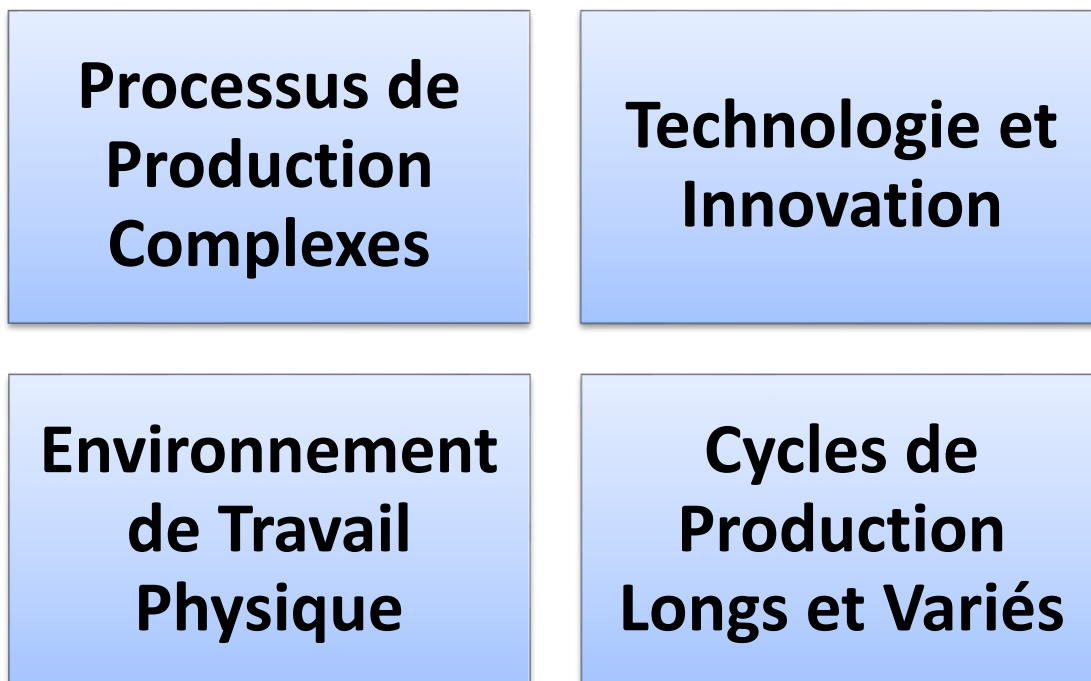 Processus de
Production
Complexes
Technologie et
Innovation
Environnement
de Travail
Physique
Cycles de
Production
Longs et Variés